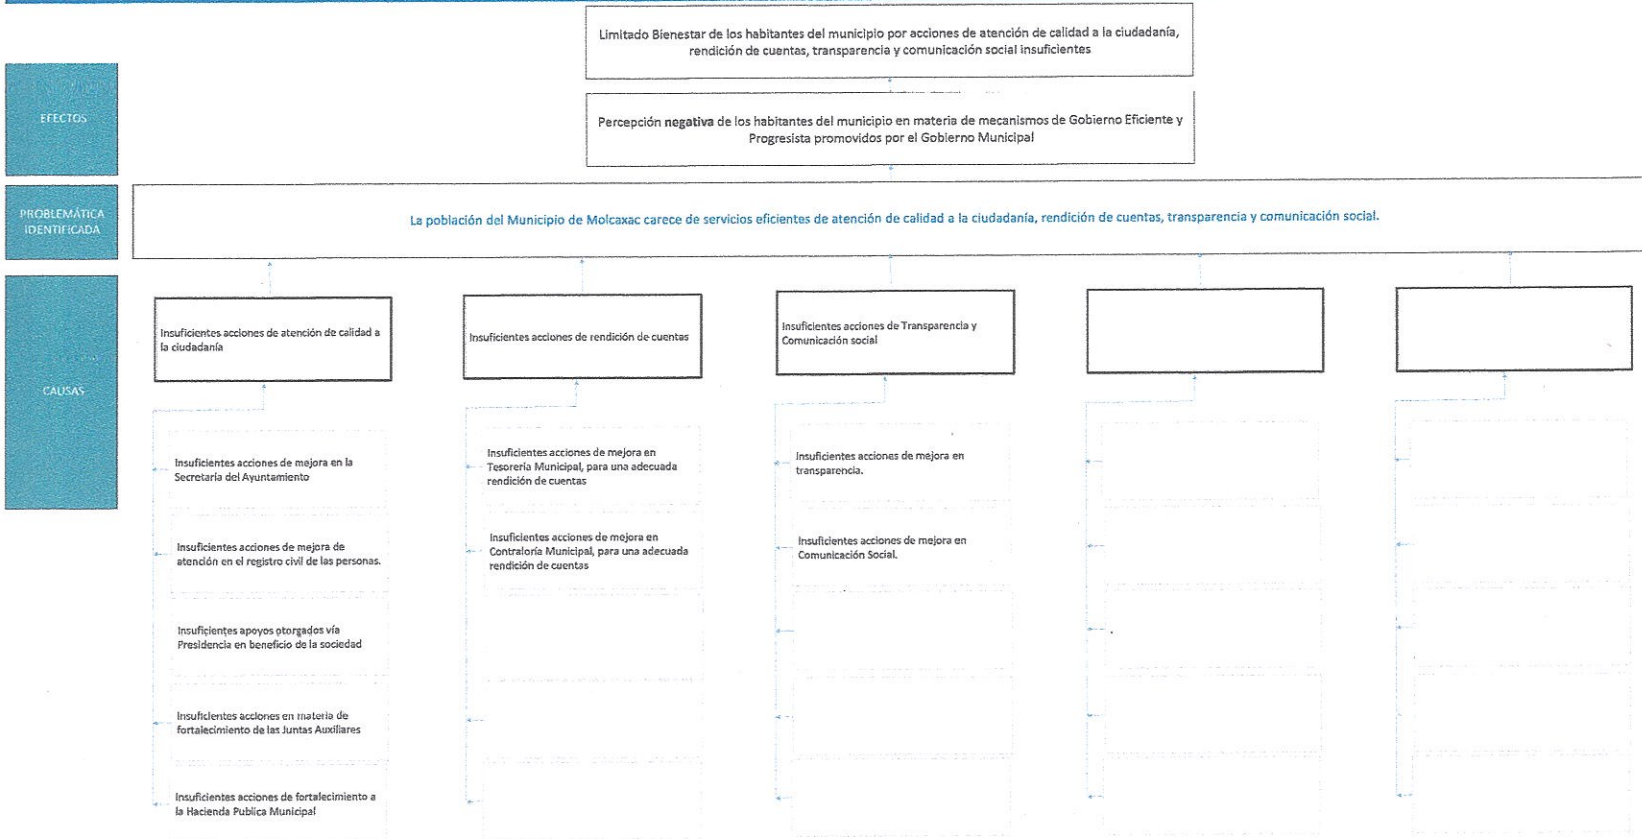 Limitado Bienestar de los habitantes del municipio por acciones de atención de calidad a la ciudadanía,
rendición de cuentas, transparencia y comunicación social insuficientes
EFECTOS
Percepción negativa de los habitantes del municipio en materia de mecanismos de Gobierno Eficiente y
Progresista promovidos por el Gobierno Municipal
PROBLEMÁTICA
IDENTIFICADA
La población del Municipio de Molcaxac carece de servicios eficientes de atención de calidad a la ciudadanía, rendición de cuentas, transparencia y comunicación social.
CAUSAS
Insuficientes acciones de atención de calidad a
la ciudadanía
Insuficientes acciones de rendición de cuentas
Insuficientes acciones de Transparencia y
Comunicación social
Insuficientes acciones de mejora en la
Secretaría del Ayuntamiento
Insuficientes acciones de mejora de
atención en el registro civil de las personas.
Insuficientes apoyos otorgados vía
Presidencia en beneficio de la sociedad
Insuficientes acciones en materia de
fortalecimiento de las Juntas Auxiliares
Insuficientes acciones de fortalecimiento a
la Hacienda Publica Municipal
Insuficientes acciones de mejora en
Tesorería Municipal, para una adecuada
rendición de cuentas
Insuficientes acciones de mejora en
Contraloría Municipal, para una adecuada
rendición de cuentas
Insuficientes acciones de mejora en
transparencia.
Insuficientes acciones de mejora en
Comunicación Social.